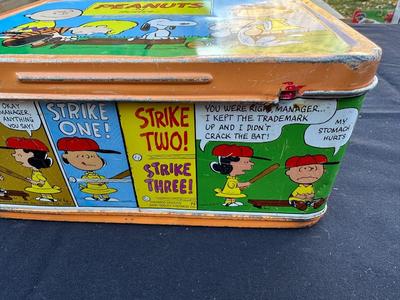 PEANUTS
OKAY
MANAGER..
ANYTHING
YOU SAY!
STRIKE
ONE!
STRIKE
TWO!
STRIKE
THREE!
YOU WERE RIGHT, MANAGER...
I KEPT THE TRADEMARK
UP AND I DIDN'T
CRACK THE BAT!
MY
STOMACH
HURTS